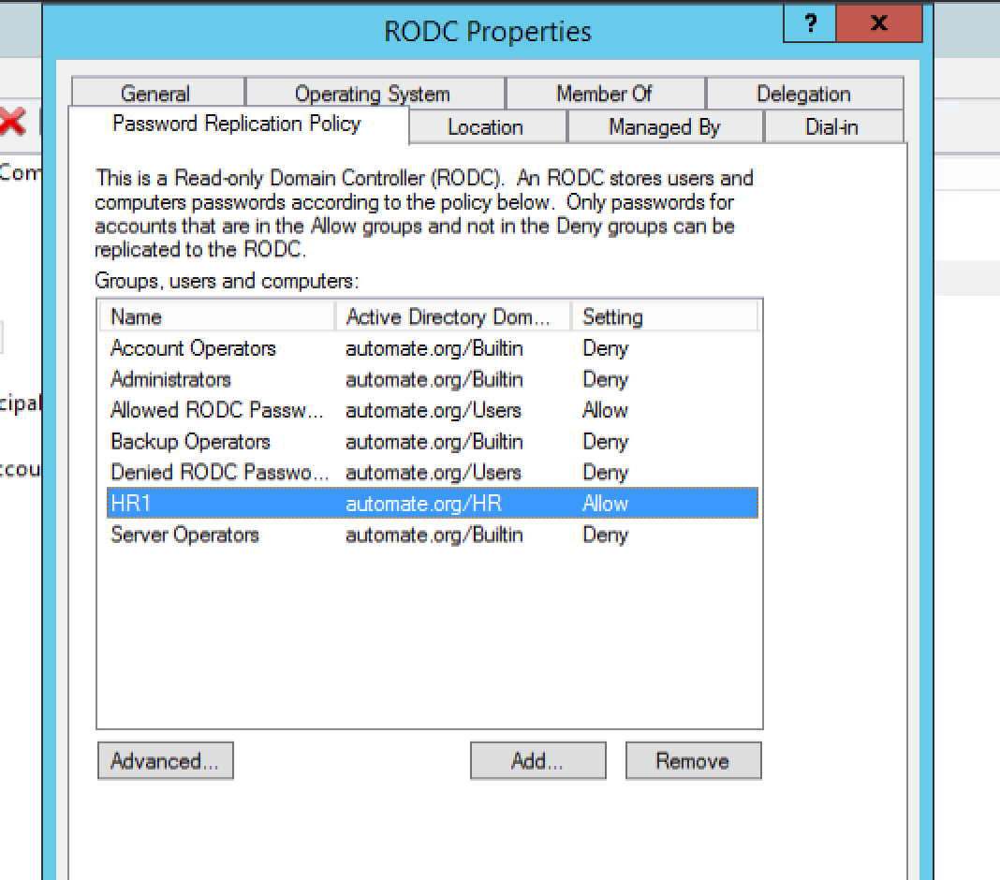 RODC Properties
?
x
General
Operating System
Member Of
Delegation
Password Replication Policy
Location
Managed By
Dial-in
This is a Read-only Domain Controller (RODC). An RODC stores users and
computers passwords according to the policy below. Only passwords for
accounts that are in the Allow groups and not in the Deny groups can be
replicated to the RODC.
Groups, users and computers:
Name Active Directory Dom... Setting
Account Operators automate.org/Builtin Deny
Administrators automate.org/Builtin Deny
Allowed RODC Passw... automate.org/Users Allow
Backup Operators automate.org/Builtin Deny
Denied RODC Passwo... automate.org/Users Deny
HR1 automate.org/HR Allow
Server Operators automate.org/Builtin Deny
Advanced...
Add...
Remove
Com
cipal
ccou